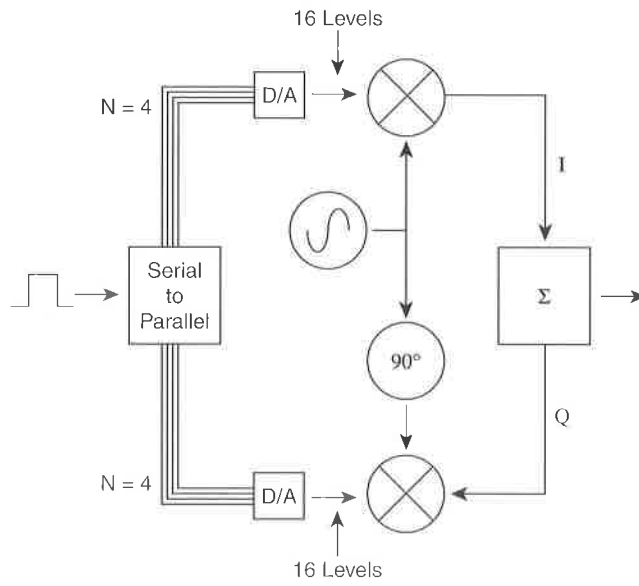 16 Levels
N = 4
D/A
I
Serial
to
Parallel
Σ
90°
Q
N = 4
D/A
16 Levels